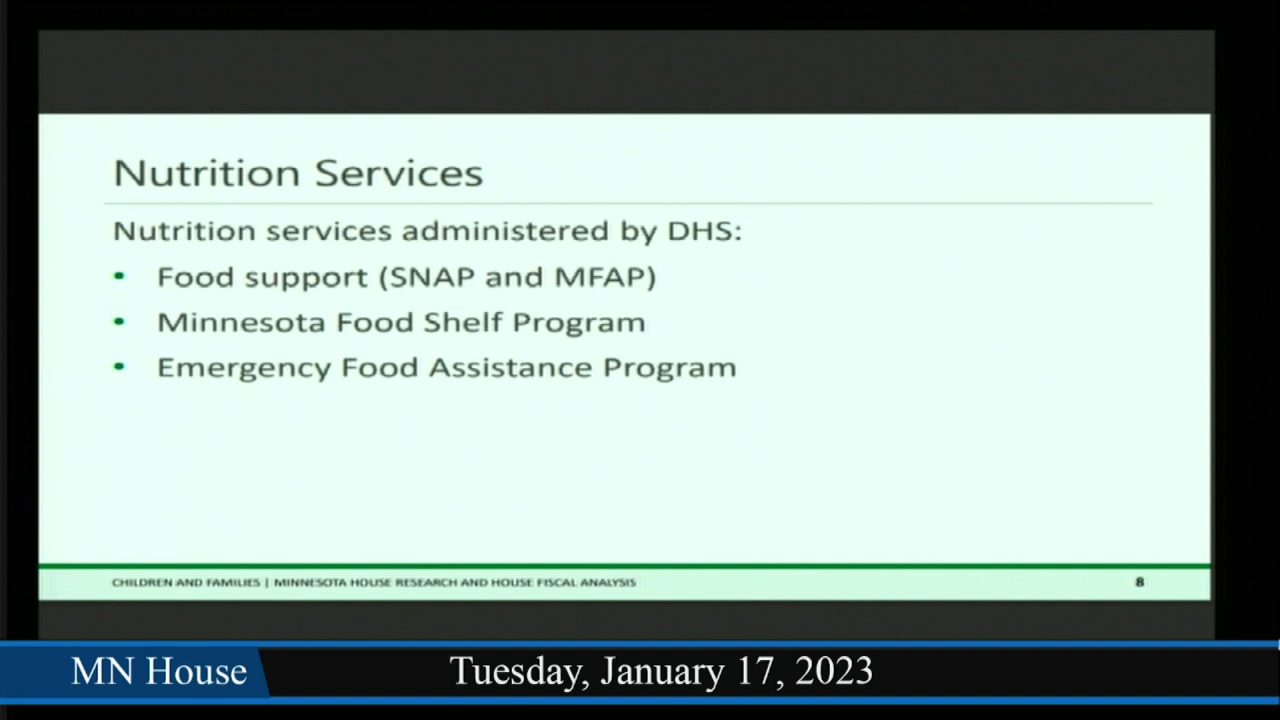 Nutrition Services
Nutrition services administered by DHS:
• Food support (SNAP and MFAP)
• Minnesota Food Shelf Program
• Emergency Food Assistance Program
CHILDREN AND FAMILIES | MINNESOTA HOUSE RESEARCH AND HOUSE FISCAL ANALYSIS 8
MN House Tuesday, January 17, 2023